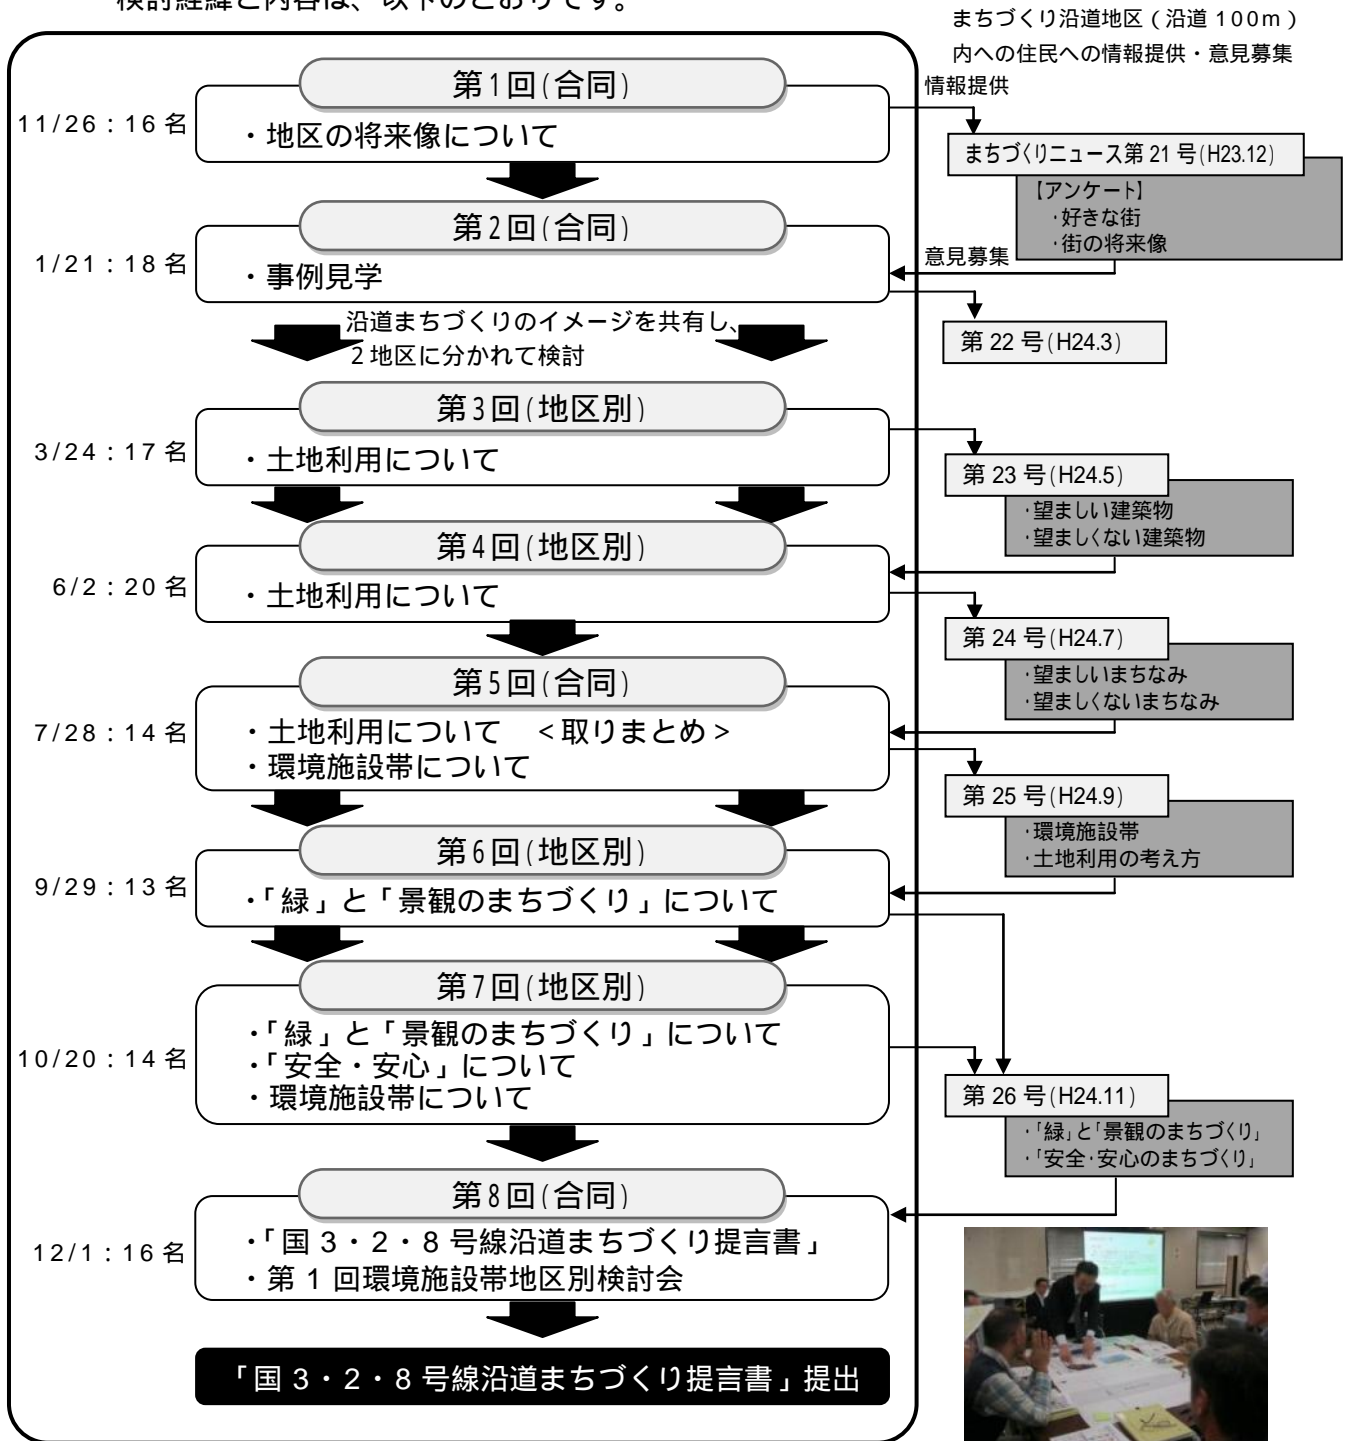 検討経緯と内容は、以下のとおりです。
まちづくり沿道地区(沿道100m)
内への住民への情報提供・意見募集
情報提供
第1回(合同)
11/26:16名
・地区の将来像について
まちづくりニュース第21号(H23.12)
【アンケート】
・好きな街
・街の将来像
第2回(合同)
1/21:18名
・事例見学
意見募集
第22号(H24.3)
沿道まちづくりのイメージを共有し、
2地区に分かれて検討
第3回(地区別)
3/24:17名
・土地利用について
第23号(H24.5)
・望ましい建築物
・望ましくない建築物
第4回(地区別)
6/2:20名
・土地利用について
第24号(H24.7)
・望ましいまちなみ
・望ましくないまちなみ
第5回(合同)
7/28:14名
・土地利用について <取りまとめ>
・環境施設帯について
第25号(H24.9)
・環境施設帯
・土地利用の考え方
第6回(地区別)
9/29:13名
・「緑」と「景観のまちづくり」について
第7回(地区別)
10/20:14名
・「緑」と「景観のまちづくり」について
・「安全・安心」について
・環境施設帯について
第26号(H24.11)
・「緑」と「景観のまちづくり」
・「安全・安心のまちづくり」
第8回(合同)
12/1:16名
・「国3・2・8号線沿道まちづくり提言書」
・第1回環境施設帯地区別検討会
「国3・2・8号線沿道まちづくり提言書」提出